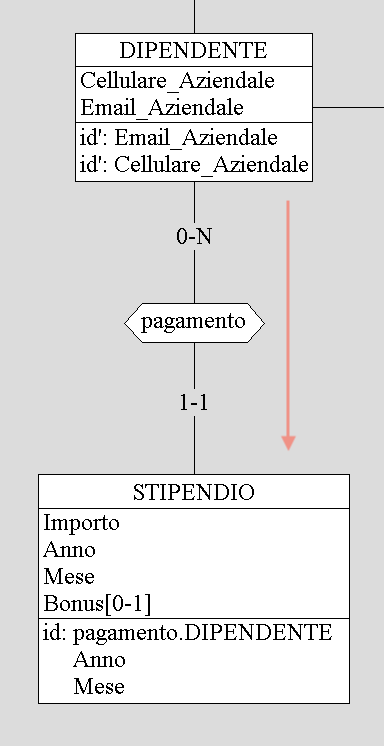 DIPENDENTE
Cellulare_Aziendale
Email_Aziendale
id': Email_Aziendale
id': Cellulare_Aziendale
0-N
pagamento
1-1
STIPENDIO
Importo
Anno
Mese
Bonus[0-1]
id: pagamento.DIPENDENTE
Anno
Mese